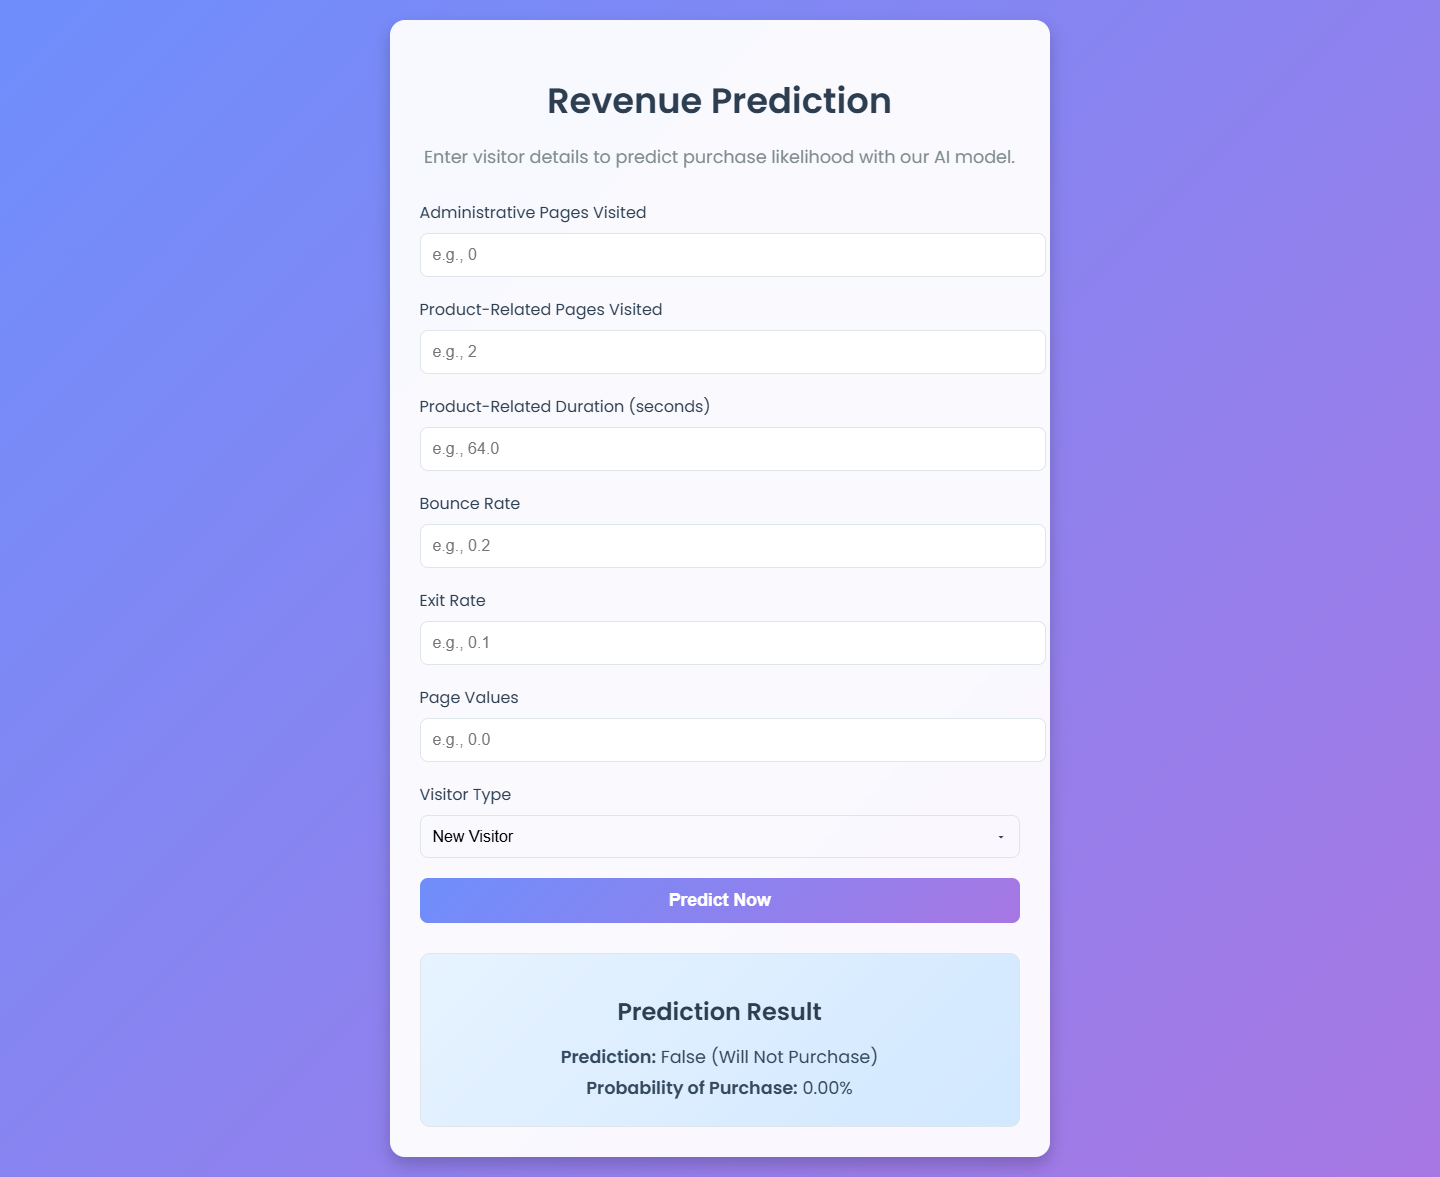 Revenue Prediction
Enter visitor details to predict purchase likelihood with our AI model.
Administrative Pages Visited
e.g., 0
Product-Related Pages Visited
e.g., 2
Product-Related Duration (seconds)
e.g., 64.0
Bounce Rate
e.g., 0.2
Exit Rate
e.g., 0.1
Page Values
e.g., 0.0
Visitor Type
New Visitor
Predict Now
Prediction Result
Prediction: False (Will Not Purchase)
Probability of Purchase: 0.00%